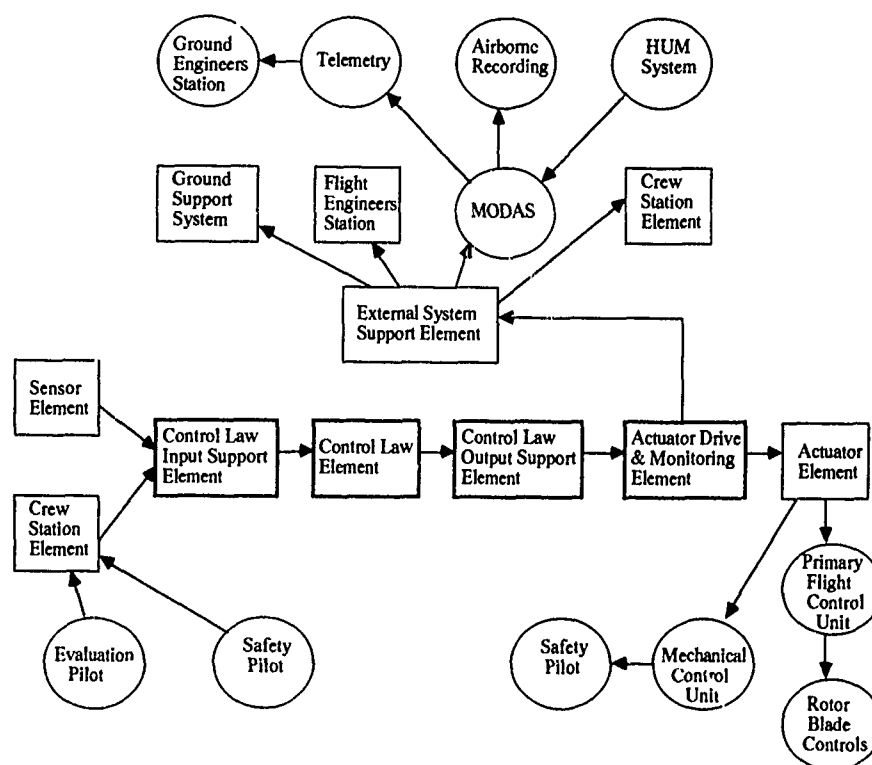 Ground
Engineers
Station
Telemetry
Airborne
Recording
HUM
System
Ground
Support
System
Flight
Engineers
Station
MODAS
Crew
Station
Element
External System
Support Element
Sensor
Element
Control Law
Input Support
Element
Control Law
Element
Control Law
Output Support
Element
Actuator Drive
& Monitoring
Element
Actuator
Element
Crew
Station
Element
Primary
Flight
Control
Unit
Evaluation
Pilot
Safety
Pilot
Safety
Pilot
Mechanical
Control
Unit
Rotor
Blade
Controls